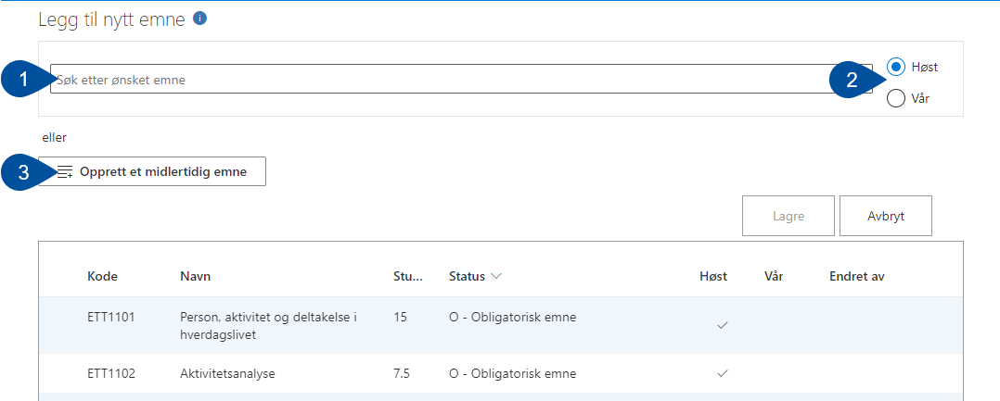 Legg til nytt emne i
1 Søk etter ønsket emne
2 Høst
Vår
eller
3 Opprett et midlertidig emne
Lagre Avbryt
Kode Navn Stu... Status Høst Vår Endret av
ETT1101 Person, aktivitet og deltakelse i 15 O - Obligatorisk emne
hverdagslivet
ETT1102 Aktivitetsanalyse 7.5 O - Obligatorisk emne